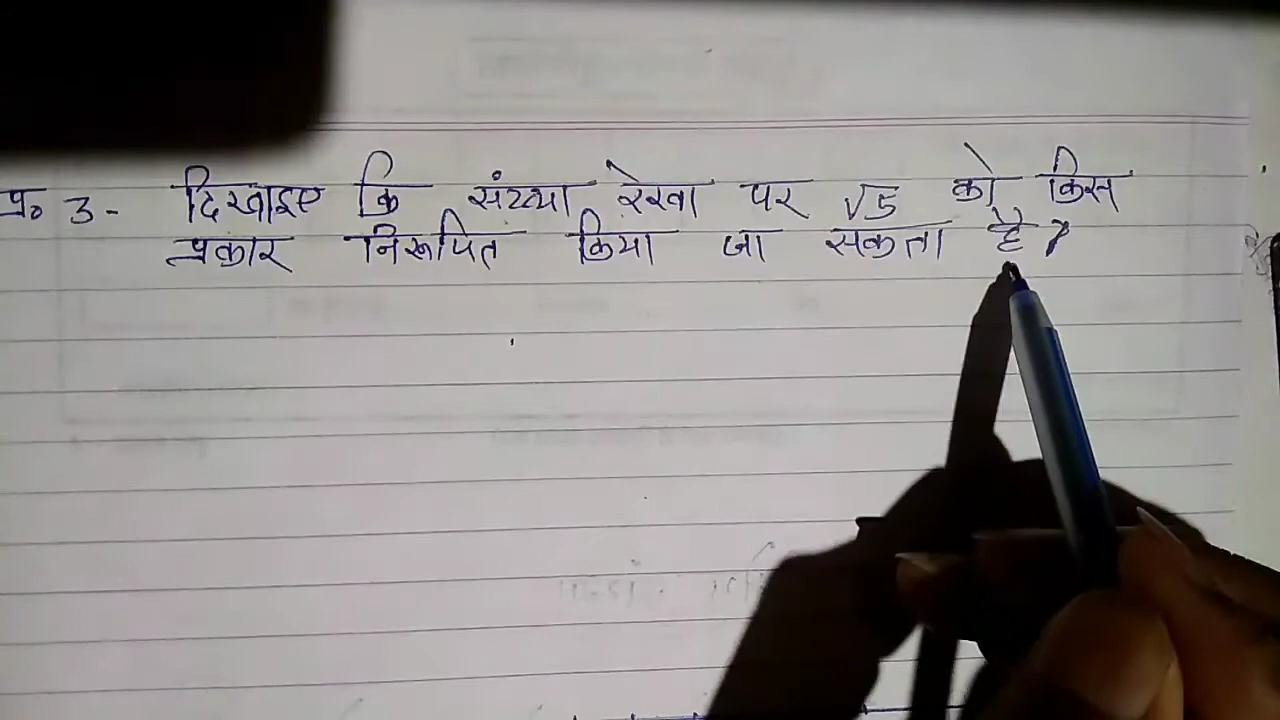 प्र० 3- दिखाइए कि संख्या रेखा पर √5 को किस
प्रकार निरूपित किया जा सकता है?